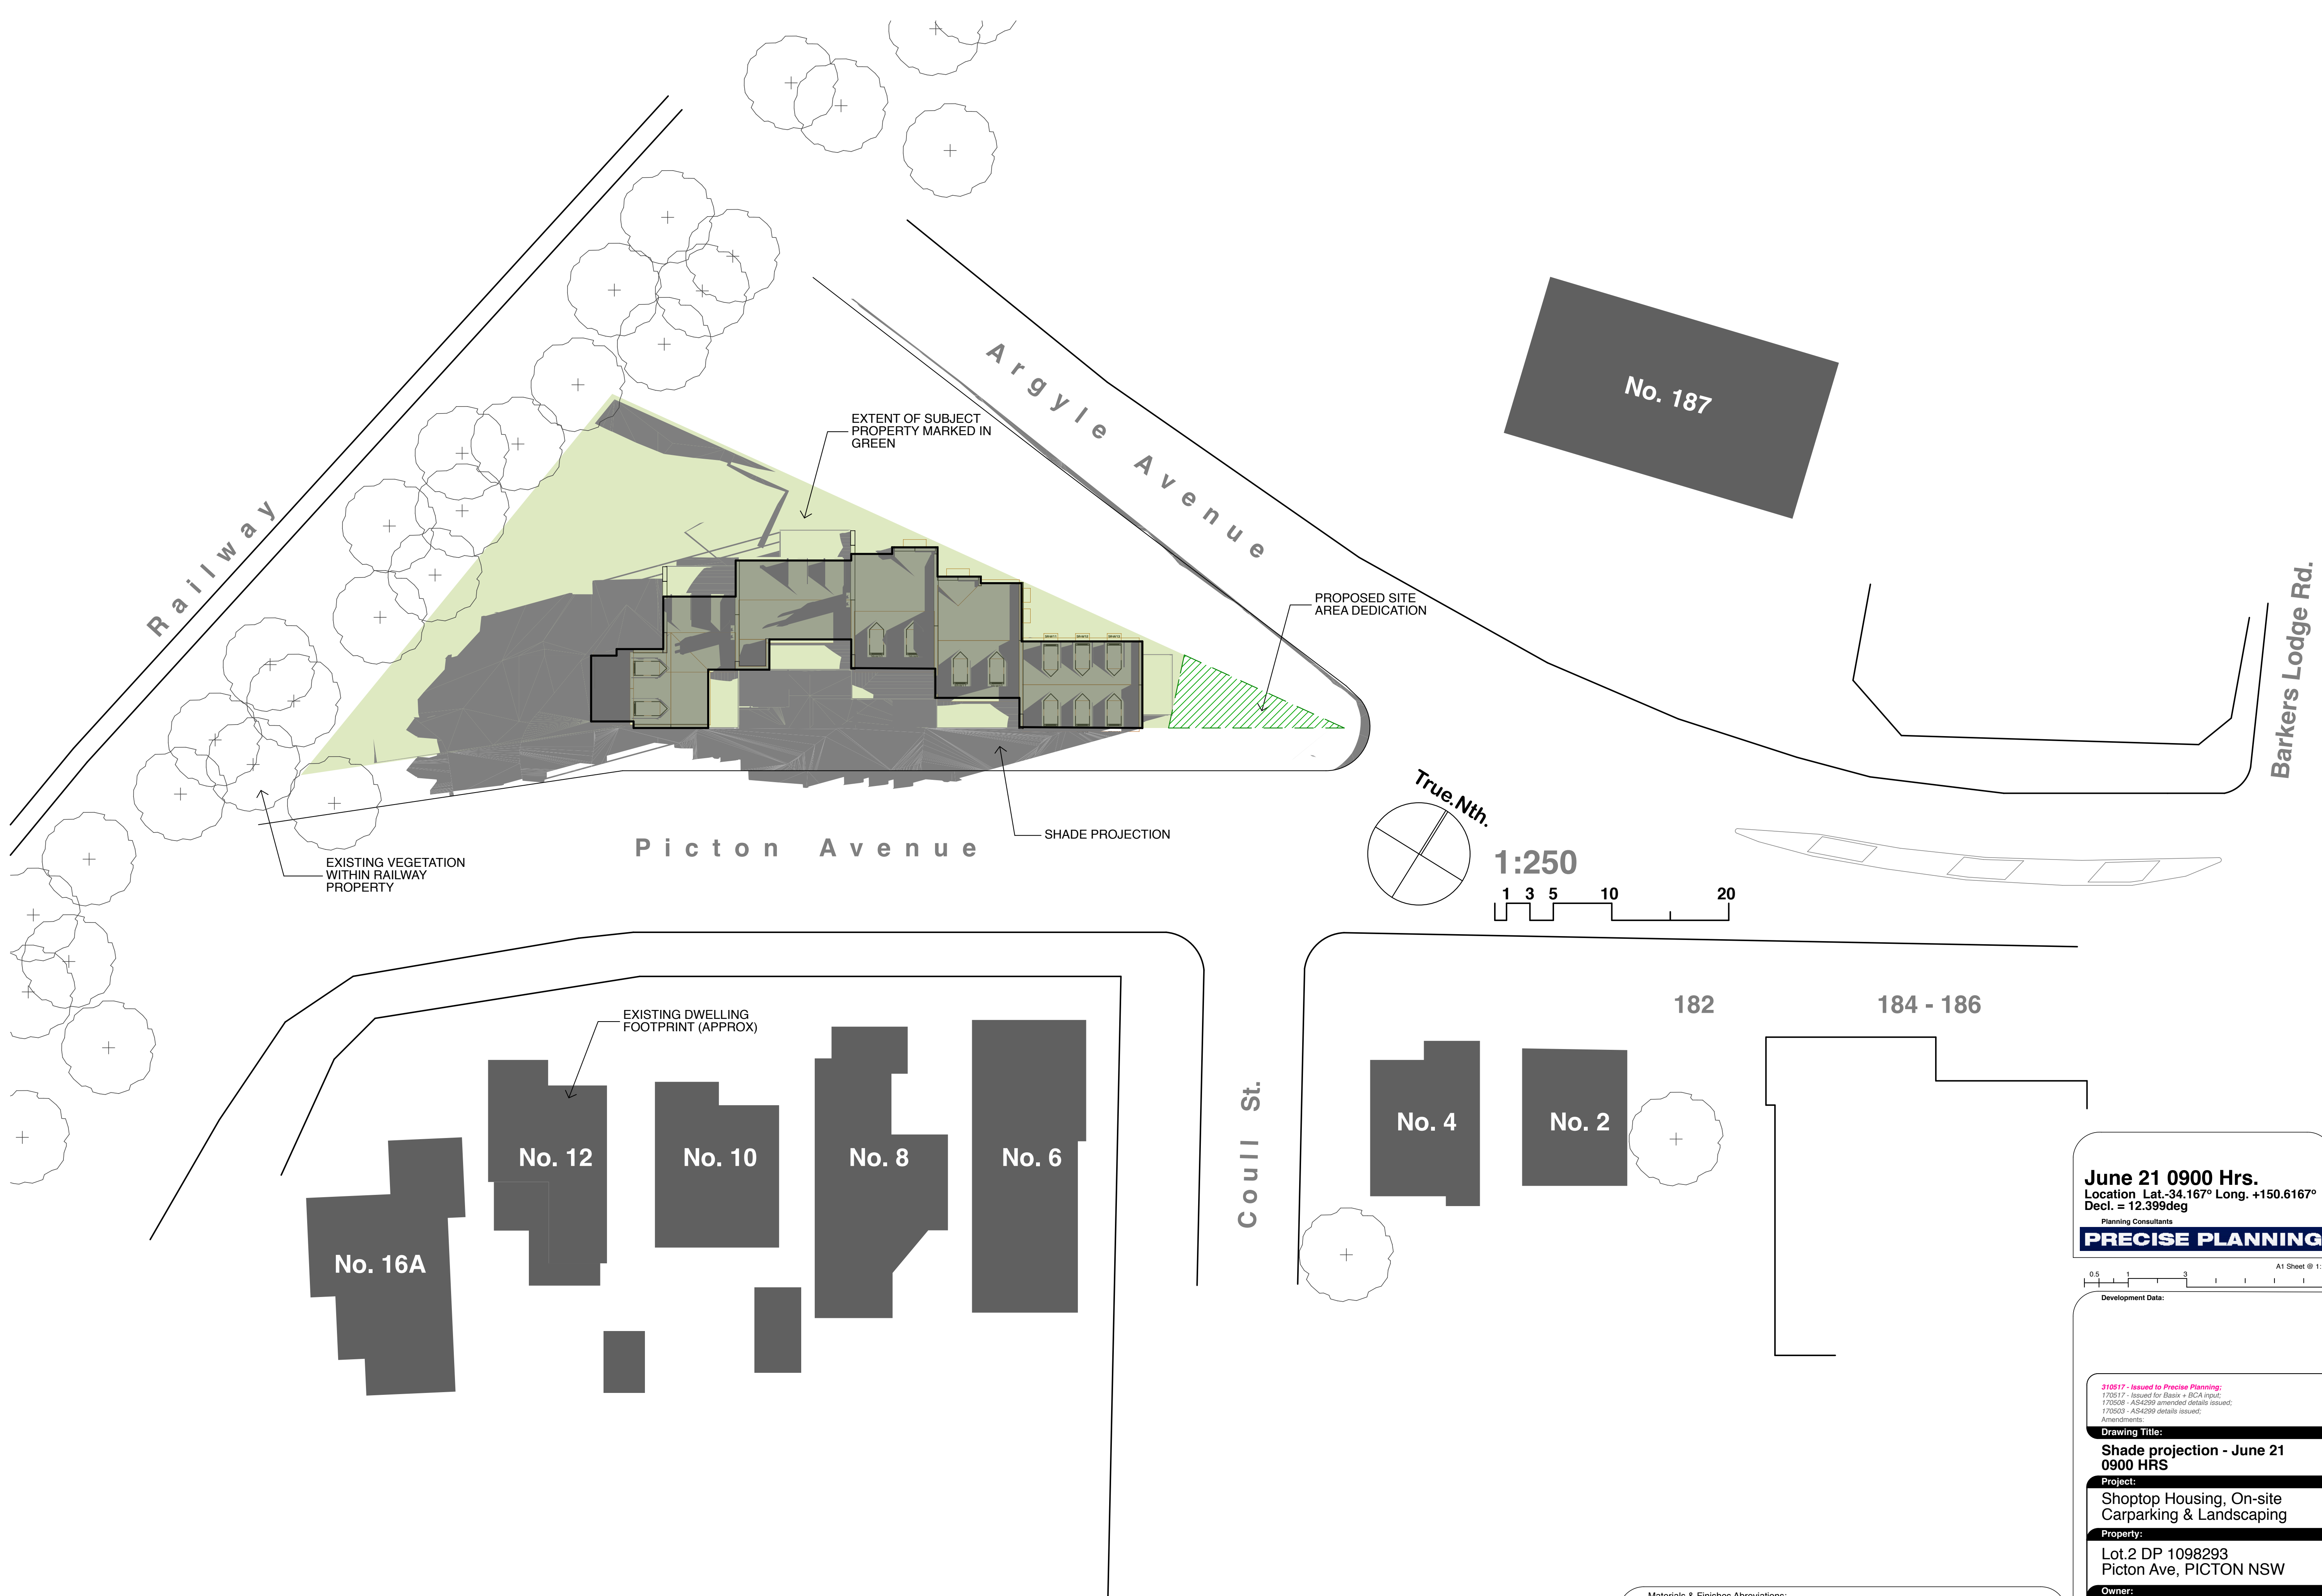 Railway
Argyle Avenue
EXTENT OF SUBJECT
PROPERTY MARKED IN
GREEN
No. 187
PROPOSED SITE
AREA DEDICATION
Barkers Lodge Rd.
True.Nth.
SHADE PROJECTION
Picton Avenue
1:250
1 3 5 10 20
EXISTING VEGETATION
WITHIN RAILWAY
PROPERTY
EXISTING DWELLING
FOOTPRINT (APPROX)
182
184 - 186
Coull St.
No. 4
No. 2
No. 12
No. 10
No. 8
No. 6
No. 16A
June 21 0900 Hrs.
Location Lat.-34.167º Long. +150.6167º
Decl. = 12.399deg
Planning Consultants
PRECISE PLANNING
A1 Sheet @ 1:
0.5 1 3
Development Data:
310517 - Issued to Precise Planning;
170517 - Issued for Basix + BCA input;
170508 - AS4299 amended details issued;
170503 - AS4299 details issued;
Amendments:
Drawing Title:
Shade projection - June 21
0900 HRS
Project:
Shoptop Housing, On-site
Carparking & Landscaping
Property:
Lot.2 DP 1098293
Picton Ave, PICTON NSW
Owner:
Materials & Finishes Abreviations: